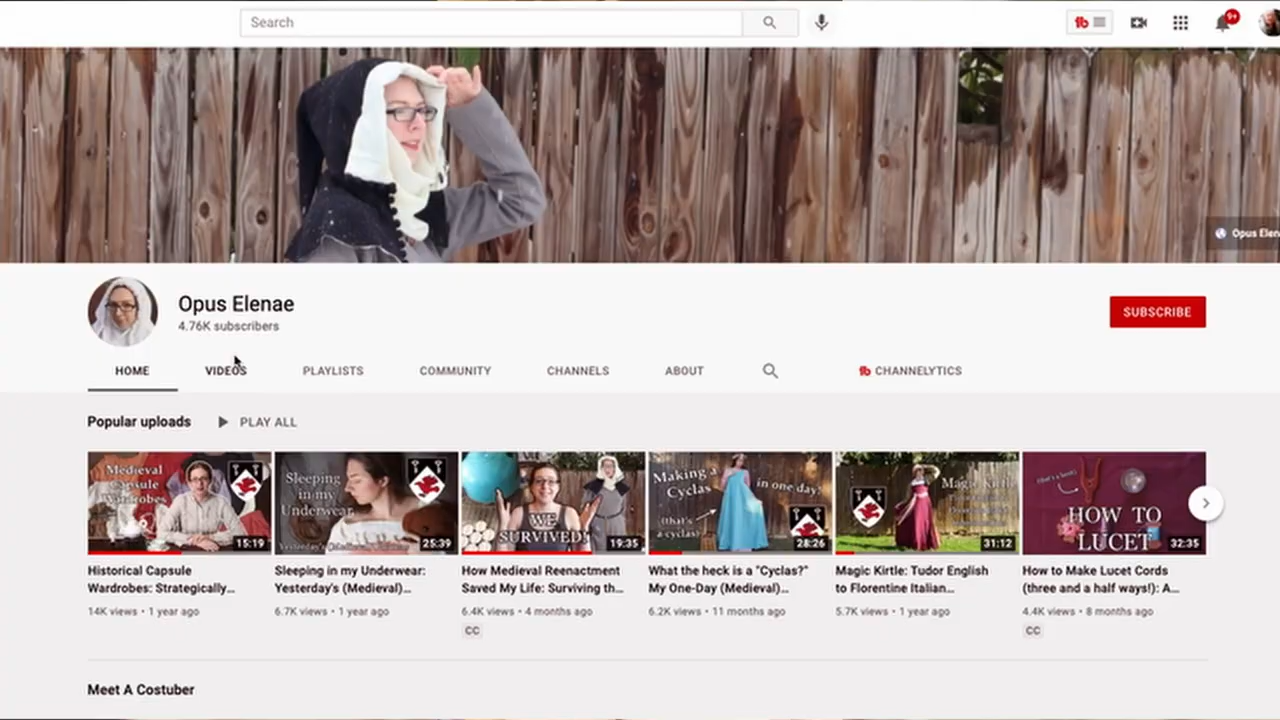 Search
9+
Opus Elen
Opus Elenae
4.76K subscribers
SUBSCRIBE
HOME
VIDEOS
PLAYLISTS
COMMUNITY
CHANNELS
ABOUT
tb CHANNELYTICS
Popular uploads
PLAY ALL
Medieval
Capsule
Wardrobes:
15:19
Sleeping
in my
Underwear
25:39
WE
SURVIVED!
19:35
Making a
Cyclas
in one day!
(that's
a cyclas)
28:26
Magic Kirtle:
31:12
HOW TO
LUCET
32:35
Historical Capsule
Wardrobes: Strategically...
14K views • 1 year ago
Sleeping in my Underwear:
Yesterday's (Medieval)...
6.7K views • 1 year ago
How Medieval Reenactment
Saved My Life: Surviving th...
6.4K views • 4 months ago
CC
What the heck is a "Cyclas?"
My One-Day (Medieval)...
6.2K views • 11 months ago
Magic Kirtle: Tudor English
to Florentine Italian...
5.7K views • 1 year ago
How to Make Lucet Cords
(three and a half ways!): A...
4.4K views • 8 months ago
CC
Meet A Costuber